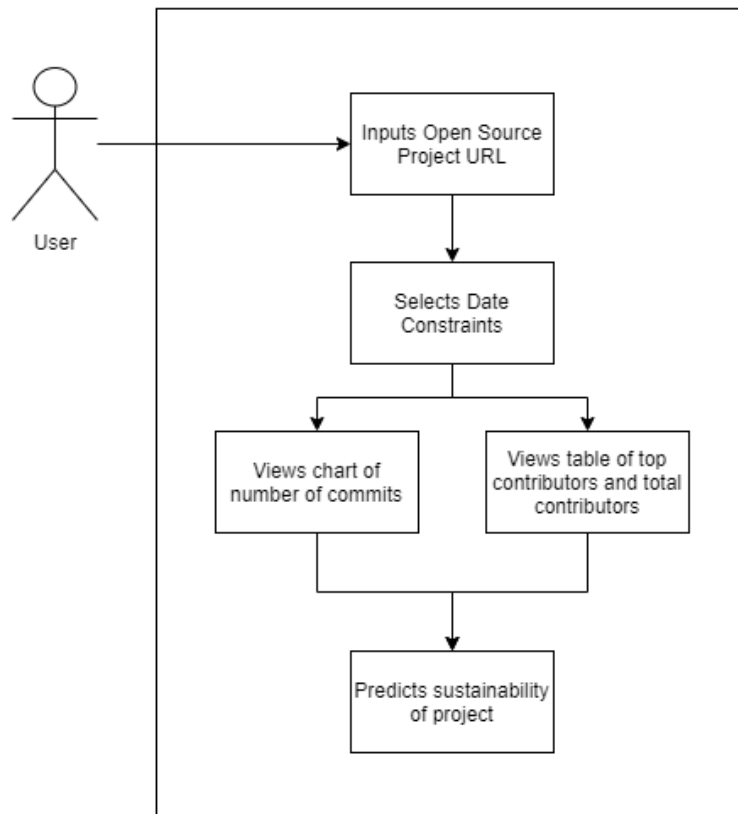 Inputs Open Source
Project URL
User
Selects Date
Constraints
Views chart of
number of commits
Views table of top
contributors and total
contributors
Predicts sustainability
of project